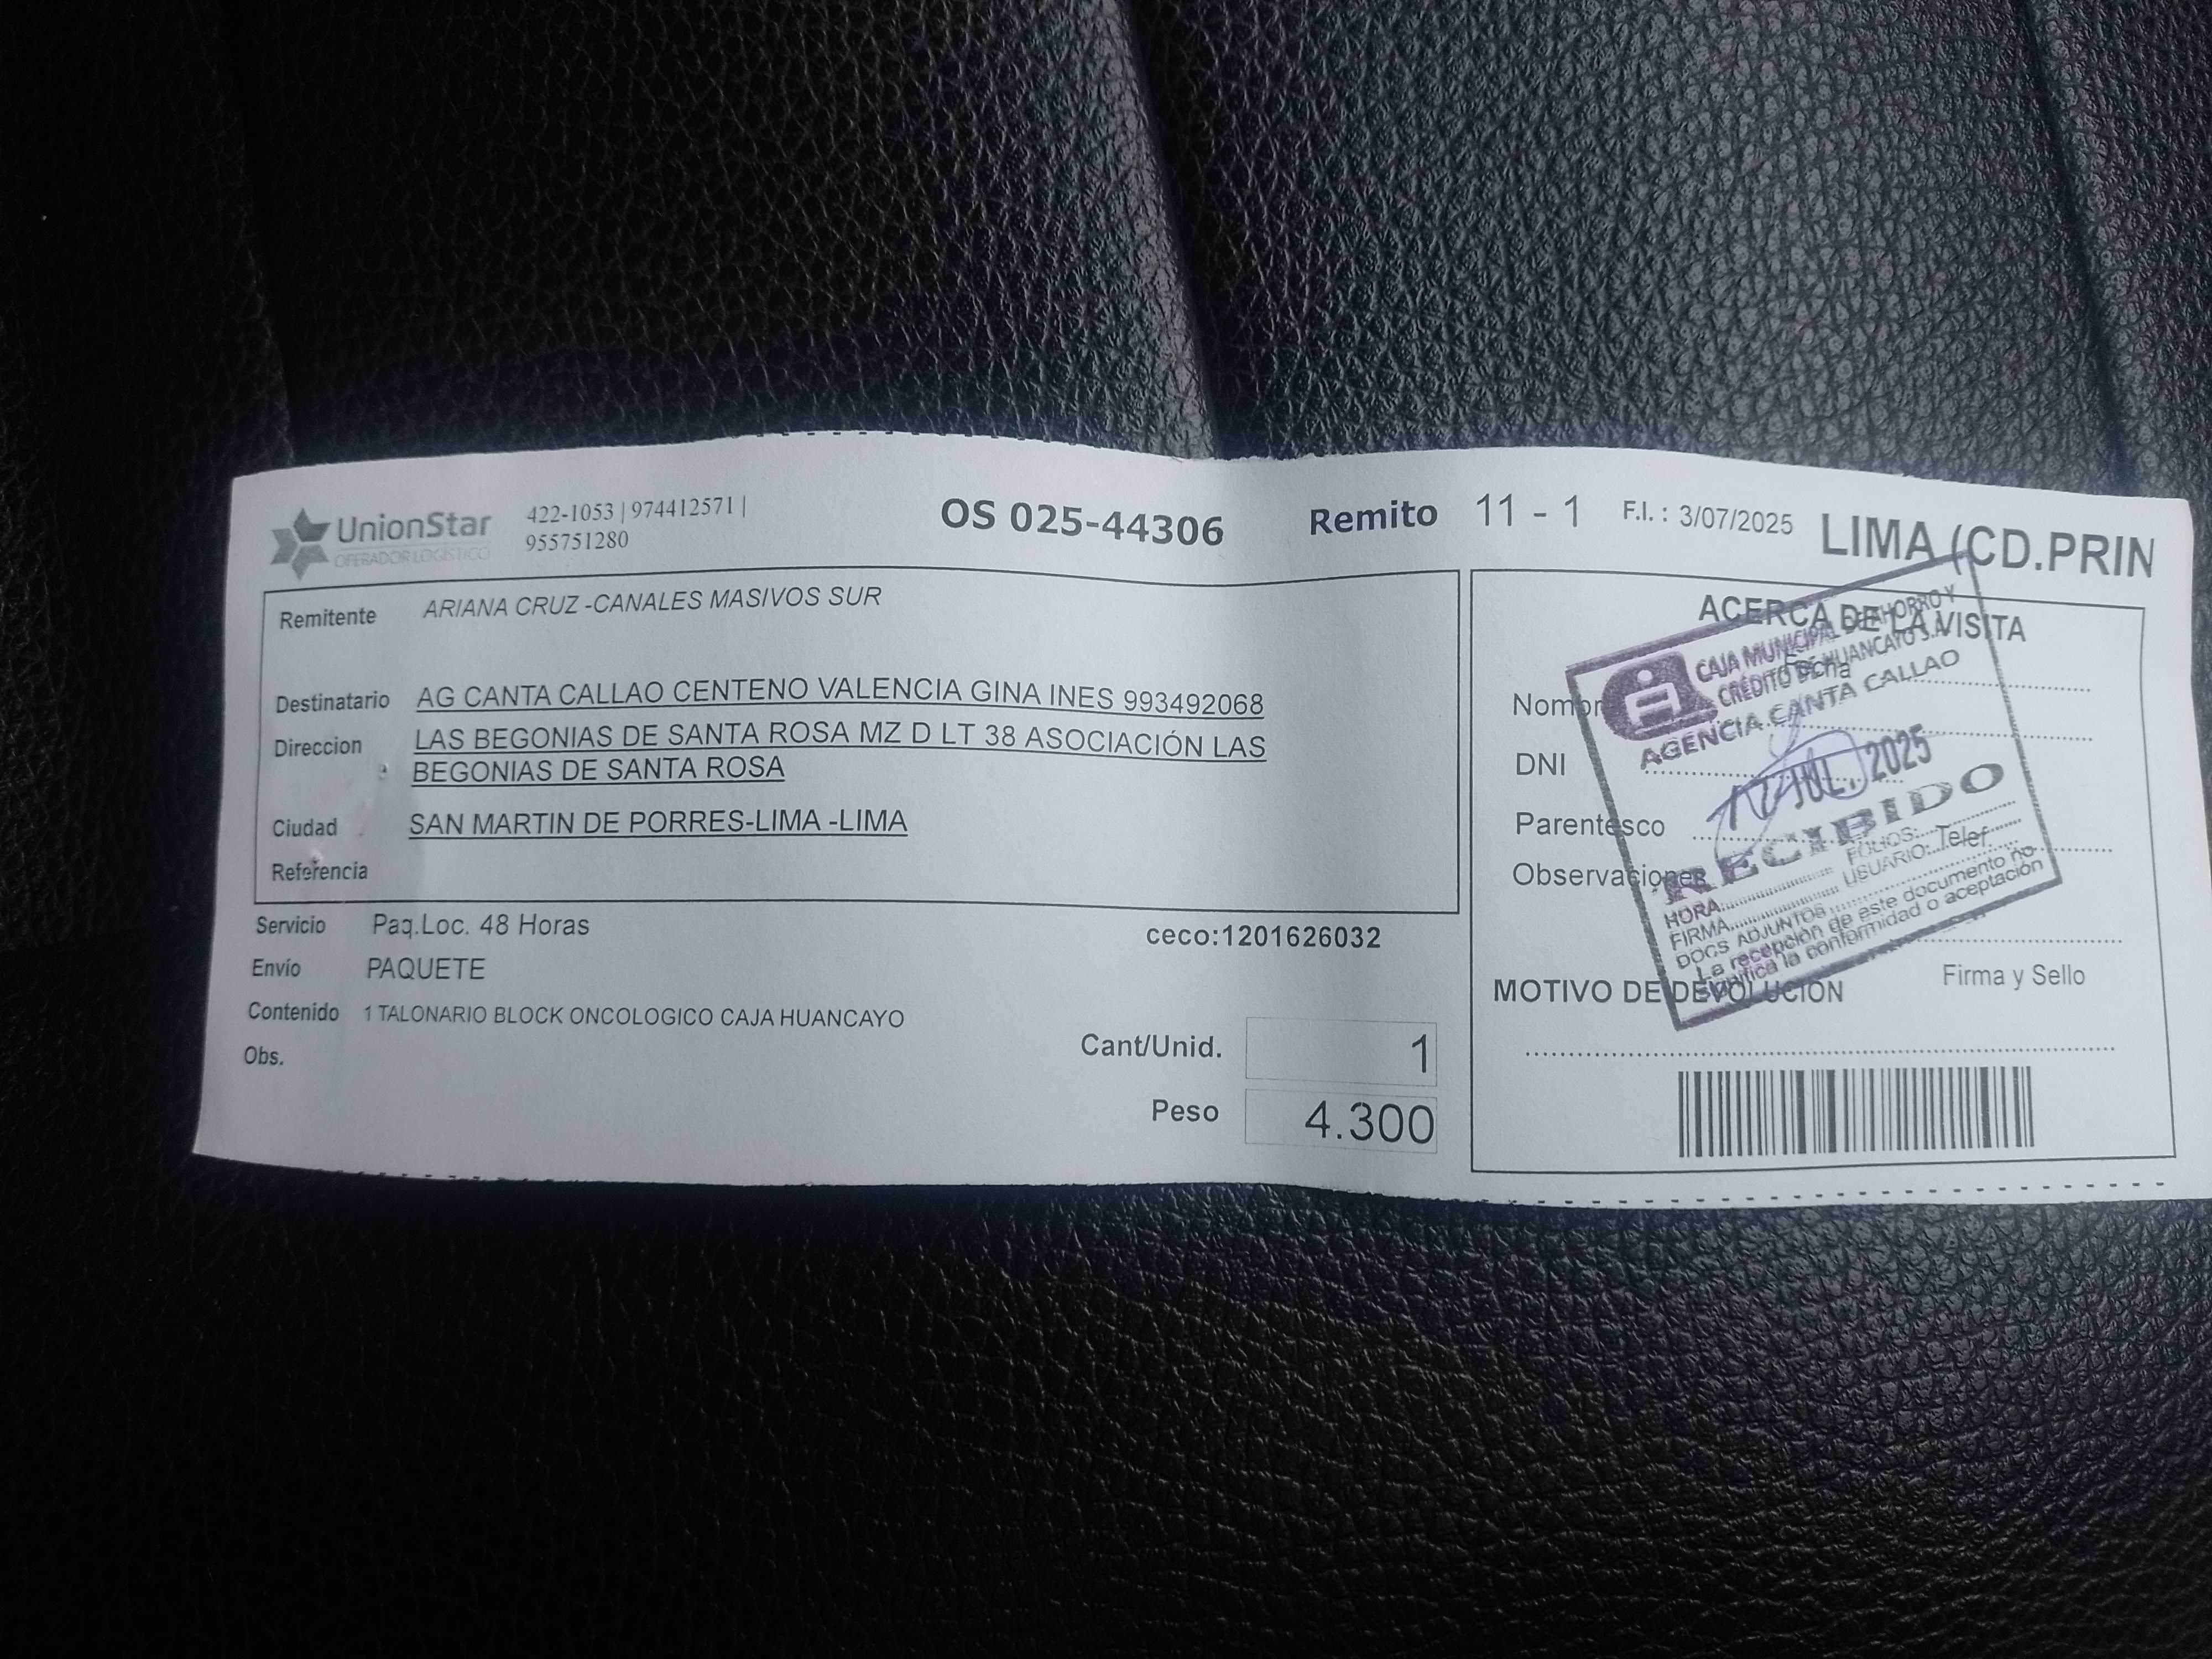 UnionStar
OPERADOR LOGÍSTICO
422-1053 | 974412571 |
955751280
OS 025-44306
Remito 11 - 1
F.I. : 3/07/2025
LIMA (CD.PRIN
Remitente ARIANA CRUZ -CANALES MASIVOS SUR
Destinatario AG CANTA CALLAO CENTENO VALENCIA GINA INES 993492068
Direccion LAS BEGONIAS DE SANTA ROSA MZ D LT 38 ASOCIACIÓN LAS
BEGONIAS DE SANTA ROSA
Ciudad SAN MARTIN DE PORRES-LIMA -LIMA
Referencia
Servicio Paq.Loc. 48 Horas
ceco:1201626032
Envío PAQUETE
Contenido 1 TALONARIO BLOCK ONCOLOGICO CAJA HUANCAYO
Obs.
Cant/Unid. 1
Peso 4.300
ACERCA DE LA VISITA
Fecha
DNI
Parentesco
Observaciones
Telef.
Firma y Sello
MOTIVO DE DEVOLUCION
CAJA MUNICIPAL DE AHORRO Y
CRÉDITO DE HUANCAYO S.A.
AGENCIA CANTA CALLAO
JUL. 2025
RECIBIDO
HORA: FOLIOS:
FIRMA USUARIO:
DOCS ADJUNTOS
La recepción de este documento no
significa la conformidad o aceptación